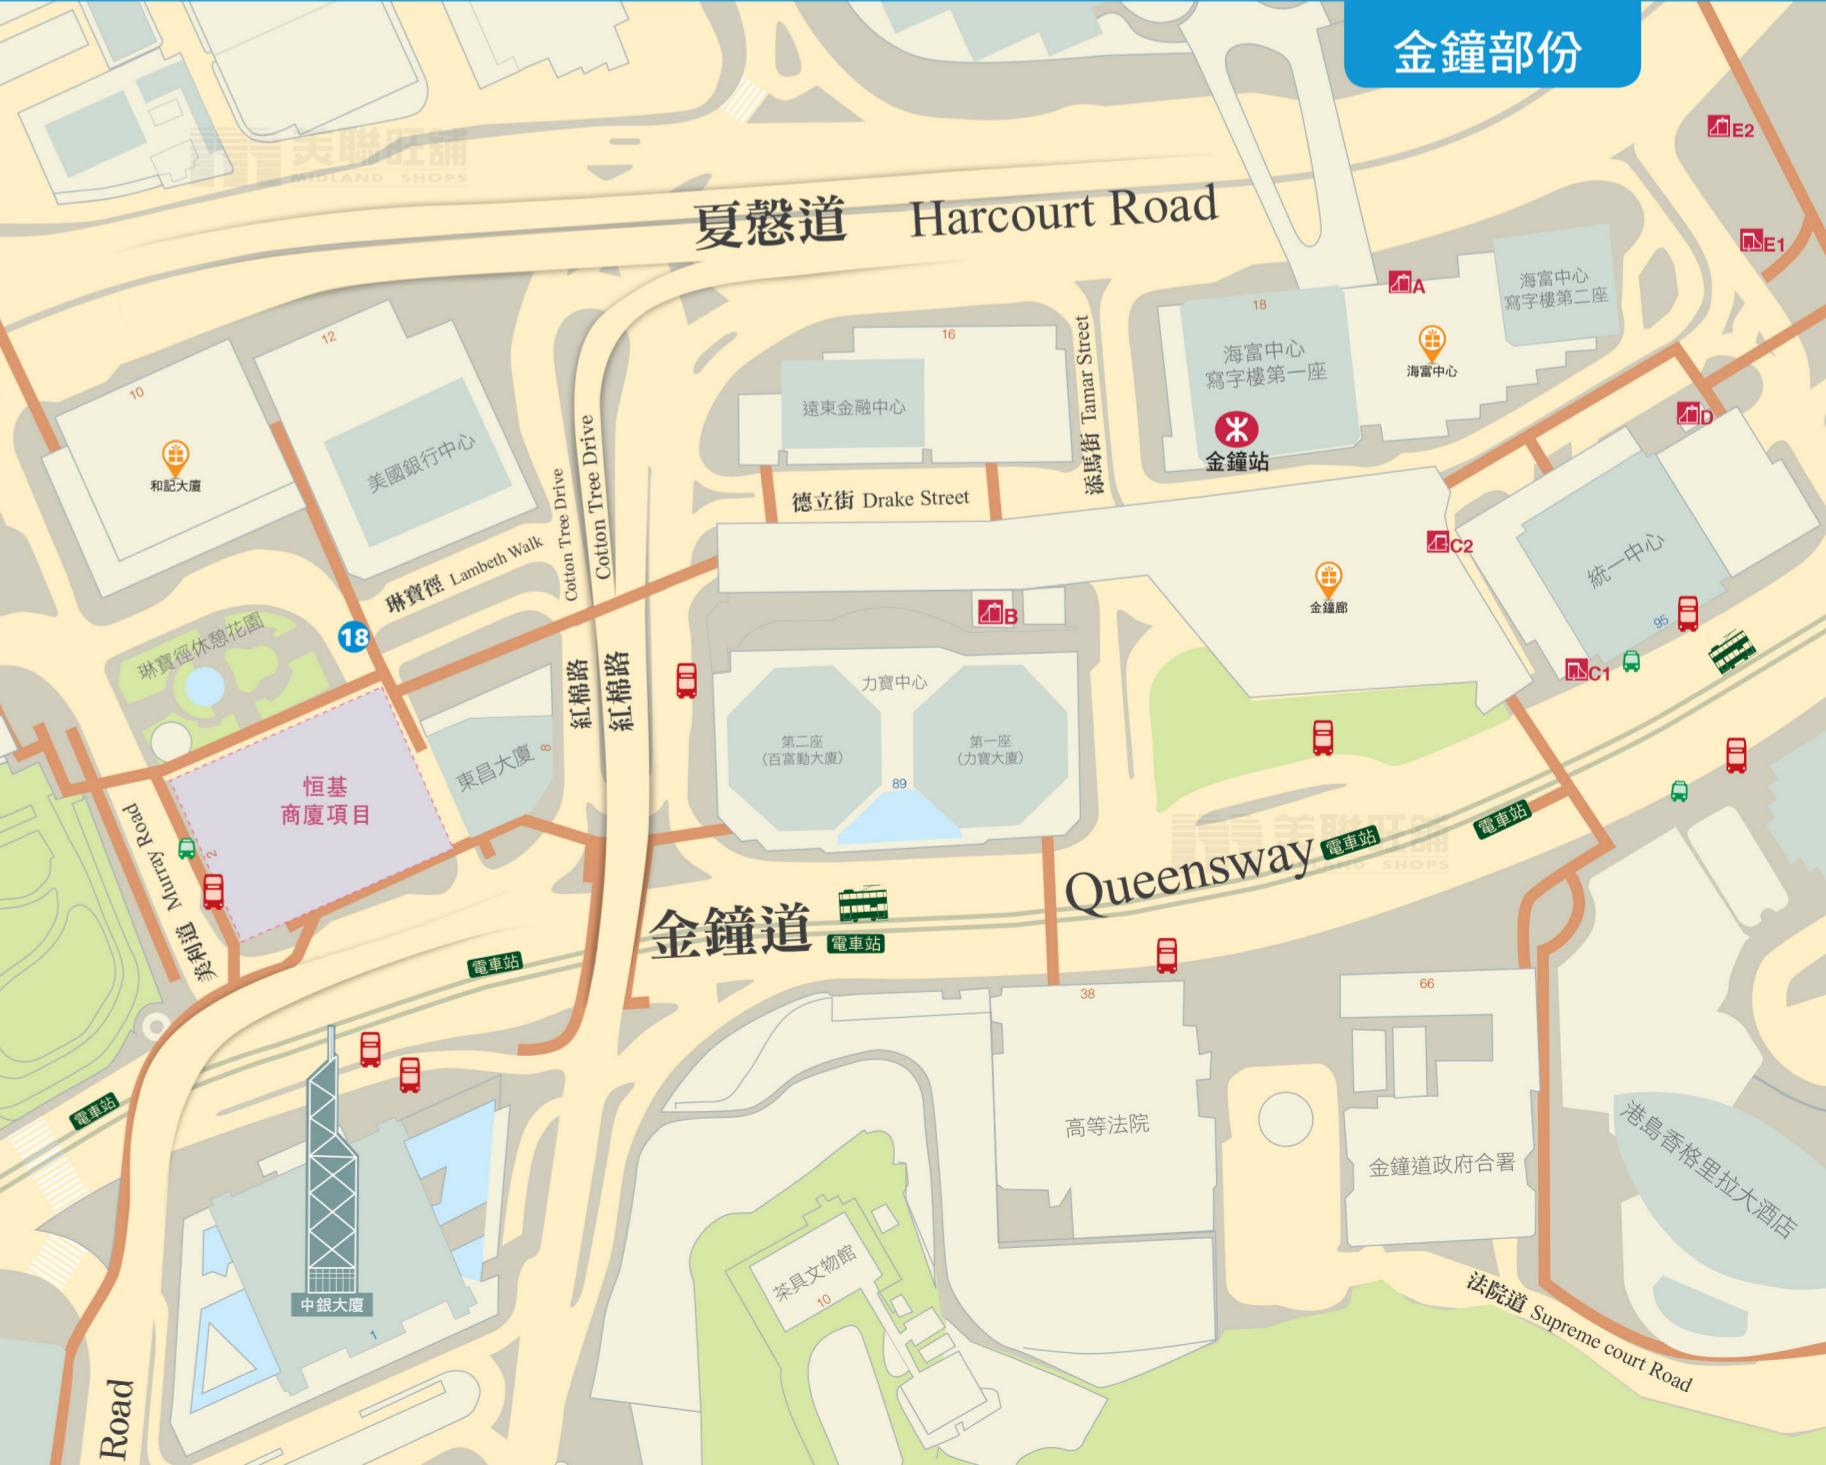 金鐘部份
美聯旺舖
MIDLAND SHOPS
E2
夏慤道 Harcourt Road
E1
A
18
海富中心
寫字樓第二座
海富中心
寫字樓第一座
海富中心
金鐘站
16
遠東金融中心
添馬街 Tamar Street
12
10
美國銀行中心
和記大廈
Cotton Tree Drive
Cotton Tree Drive
D
德立街 Drake Street
C2
統一中心
95
琳寶徑 Lambeth Walk
金鐘廊
B
18
琳寶徑休憩花園
紅棉路
紅棉路
C1
力寶中心
第二座
(百富勤大廈)
第一座
(力寶大廈)
89
東昌大廈
8
恒基
商廈項目
2
美利道 Murray Road
美聯旺舖
MIDLAND SHOPS
電車站
電車站
金鐘道
Queensway
電車站
電車站
電車站
38
66
高等法院
金鐘道政府合署
港島香格里拉大酒店
茶具文物館
10
中銀大廈
1
法院道 Supreme court Road
Road